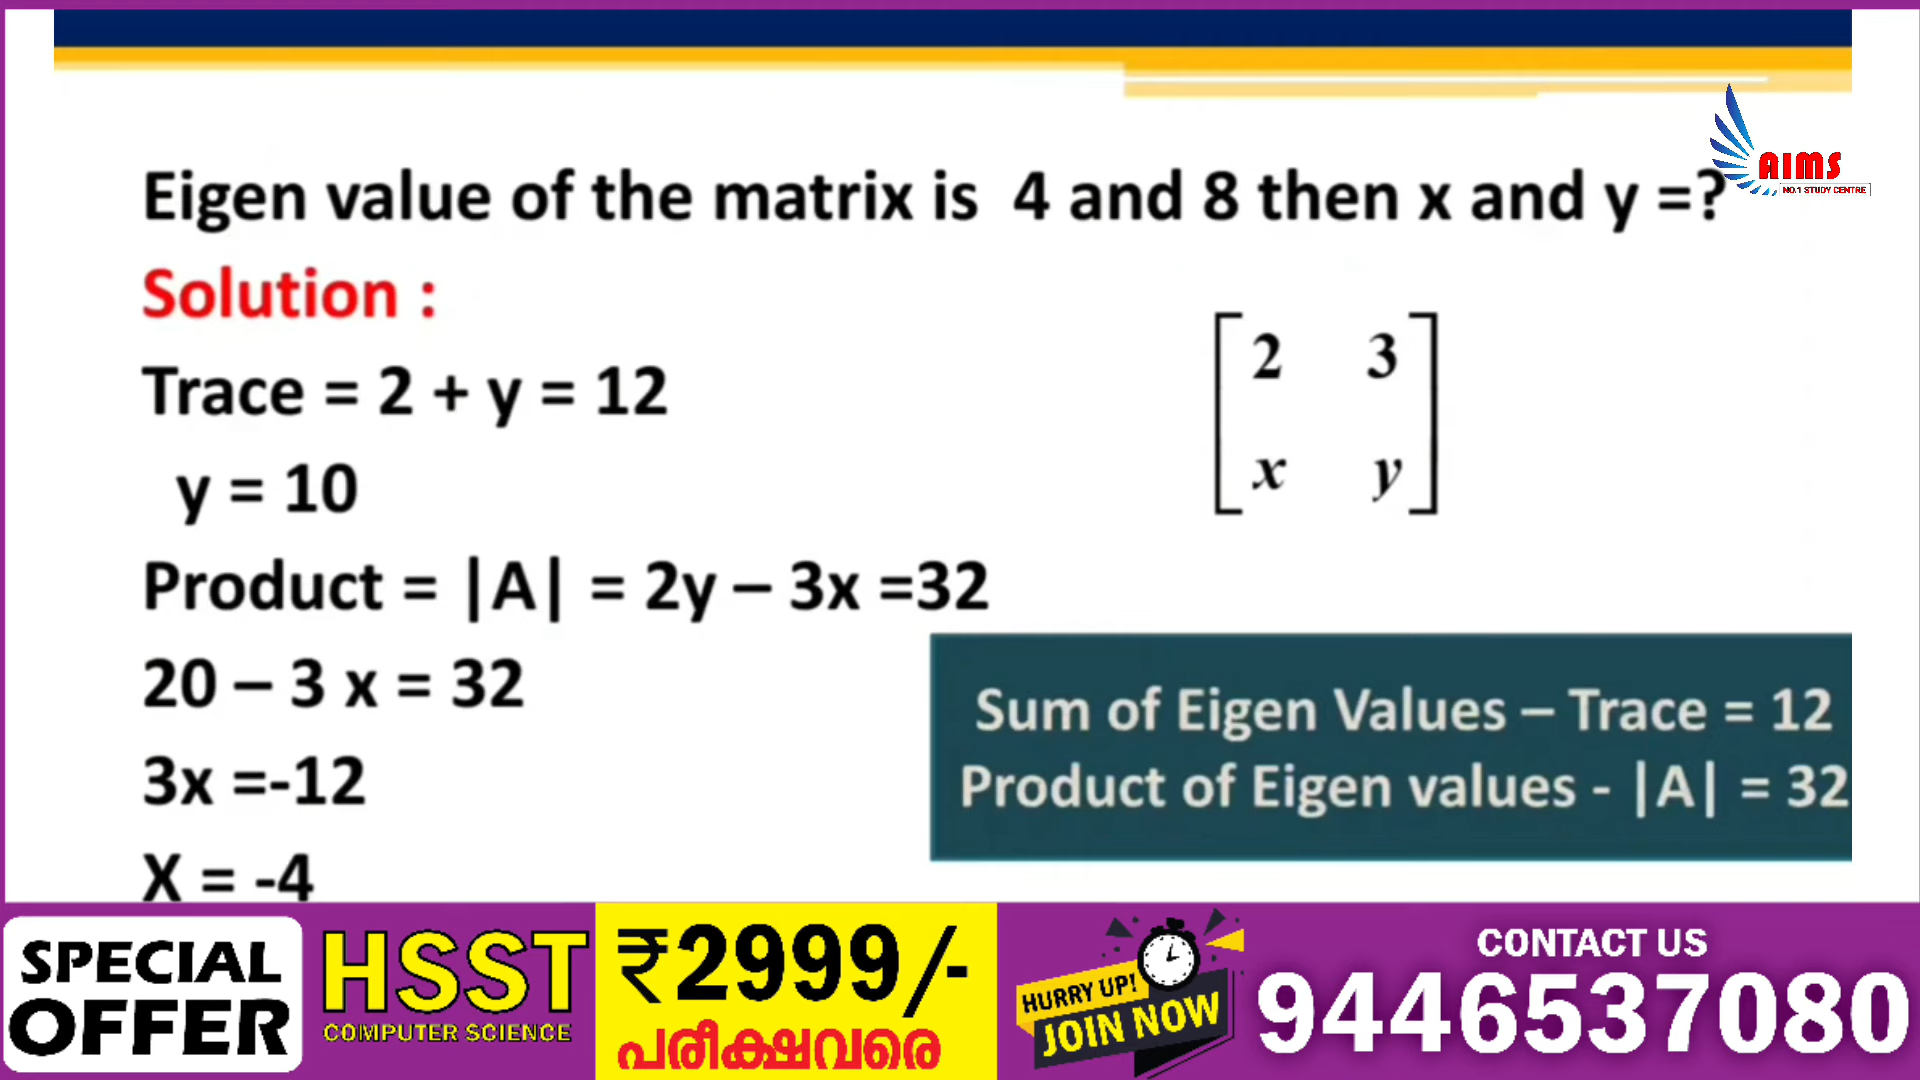 AIMS
NO.1 STUDY CENTRE
Eigen value of the matrix is 4 and 8 then x and y =?
Solution :
Trace = 2 + y = 12
y = 10
Product = |A| = 2y – 3x =32
20 – 3 x = 32
3x =-12
X = -4
2 3
x y
Sum of Eigen Values – Trace = 12
Product of Eigen values - |A| = 32
SPECIAL
OFFER
HSST
COMPUTER SCIENCE
₹2999/-
പരീക്ഷവരെ
HURRY UP!
JOIN NOW
CONTACT US
9446537080